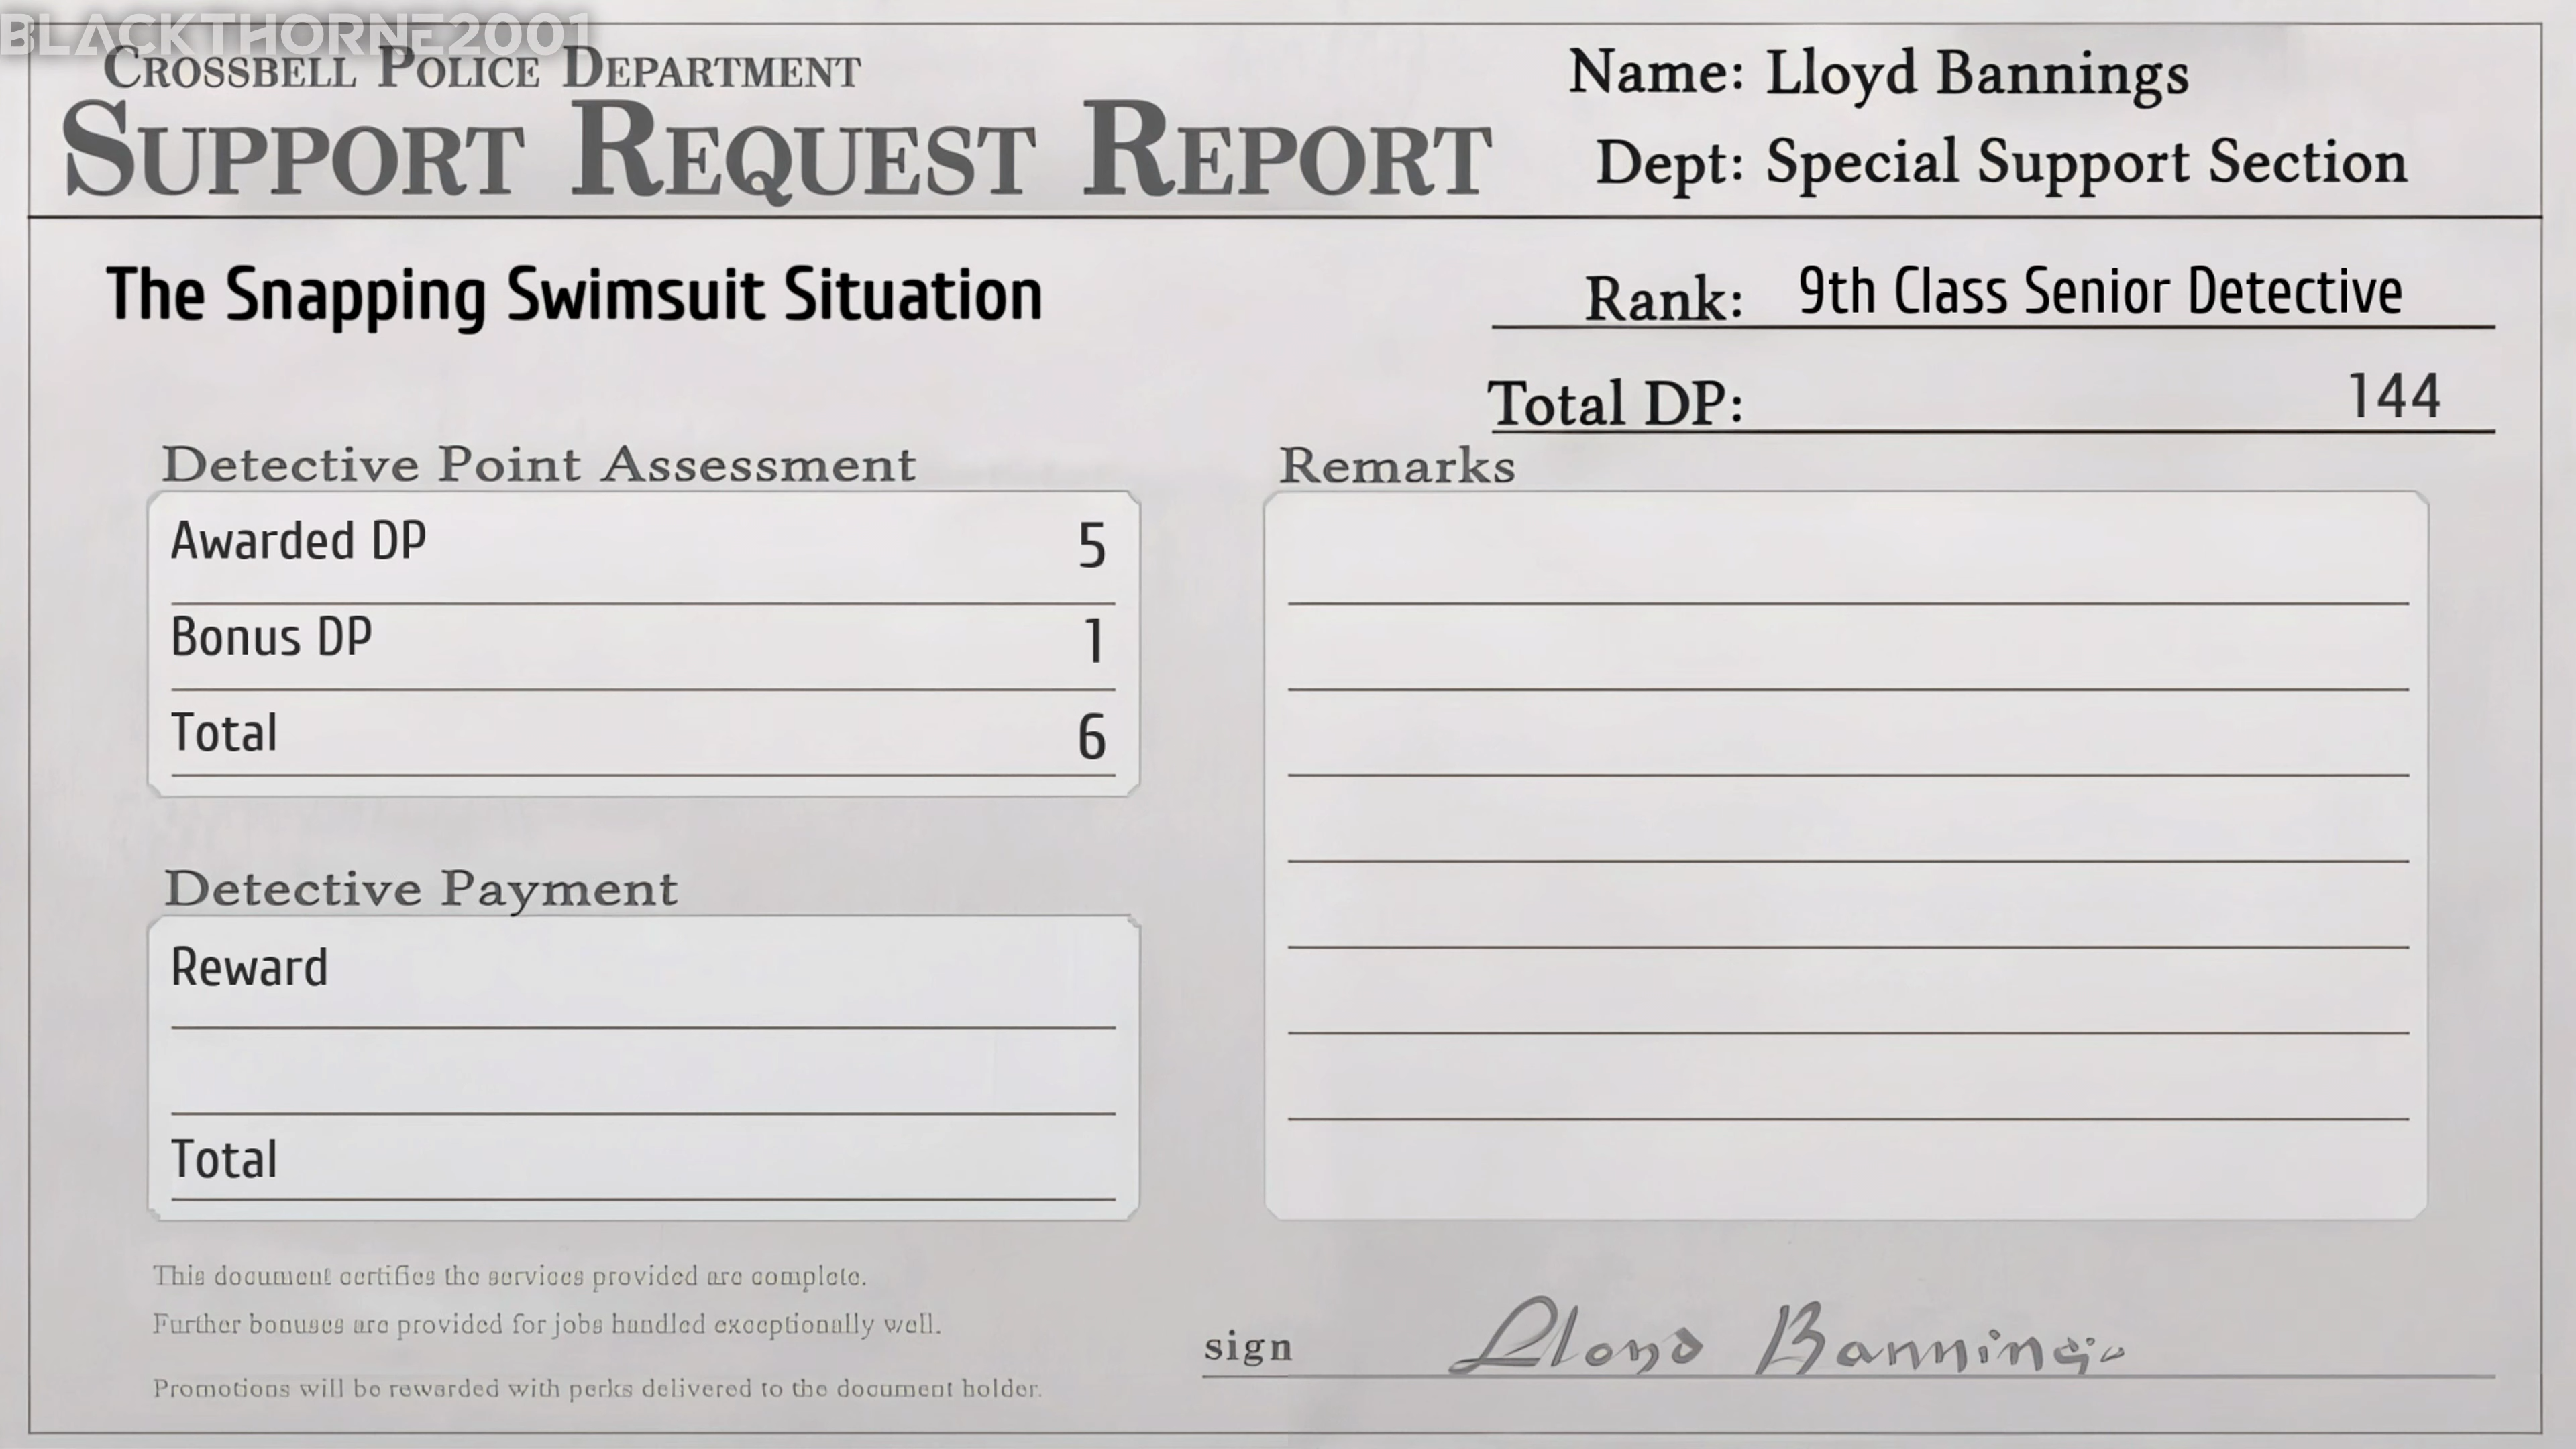 BLACKTHORNE2001
CROSSBELL POLICE DEPARTMENT
SUPPORT REQUEST REPORT
Name: Lloyd Bannings
Dept: Special Support Section
The Snapping Swimsuit Situation
Rank: 9th Class Senior Detective
Total DP: 144
Detective Point Assessment
Awarded DP 5
Bonus DP 1
Total 6
Remarks
Detective Payment
Reward
Total
This document certifies the services provided are complete.
Further bonuses are provided for jobs handled exceptionally well.
Promotions will be rewarded with perks delivered to the document holder.
sign Lloyd Bannings